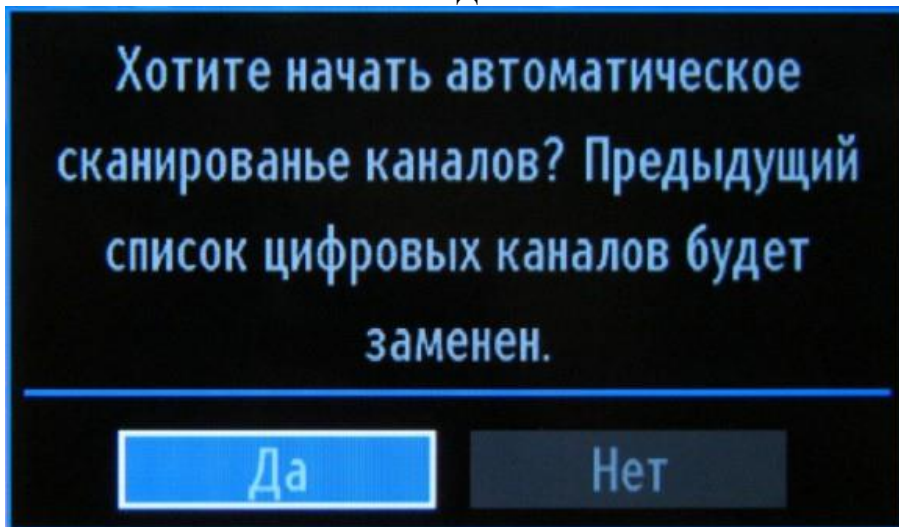 Хотите начать автоматическое
сканированье каналов? Предыдущий
список цифровых каналов будет
заменен.
Да
Нет